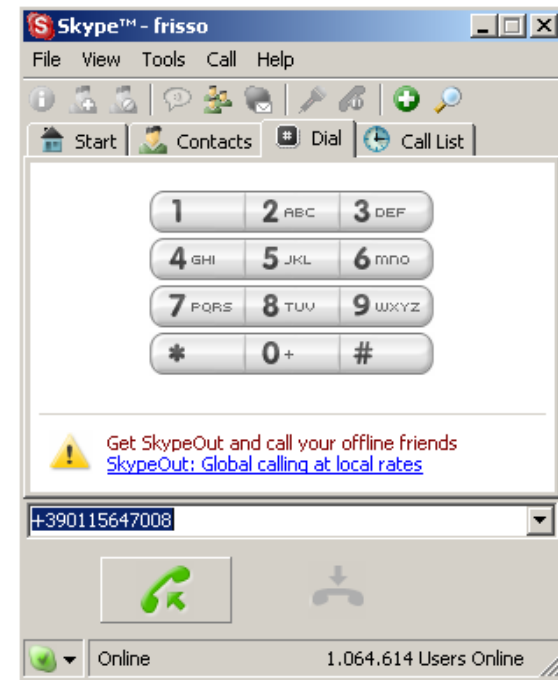 Skype™ - frisso
File View Tools Call Help
Start Contacts Dial Call List
1 2 ABC 3 DEF
4 GHI 5 JKL 6 MNO
7 PQRS 8 TUV 9 WXYZ
* 0 + #
Get SkypeOut and call your offline friends
SkypeOut: Global calling at local rates
+390115647008
Online 1.064.614 Users Online